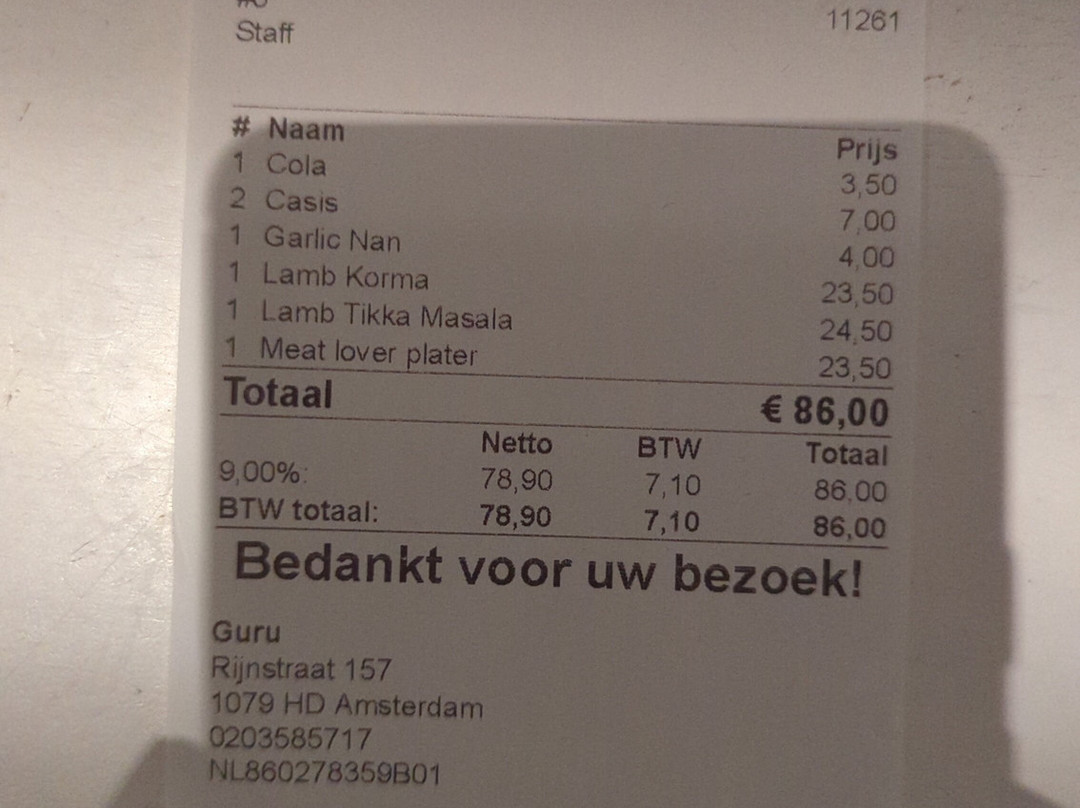 Staff 11261
# Naam Prijs
1 Cola 3,50
2 Casis 7,00
1 Garlic Nan 4,00
1 Lamb Korma 23,50
1 Lamb Tikka Masala 24,50
1 Meat lover plater 23,50
Totaal € 86,00
Netto BTW Totaal
9,00%: 78,90 7,10 86,00
BTW totaal: 78,90 7,10 86,00
Bedankt voor uw bezoek!
Guru
Rijnstraat 157
1079 HD Amsterdam
0203585717
NL860278359B01